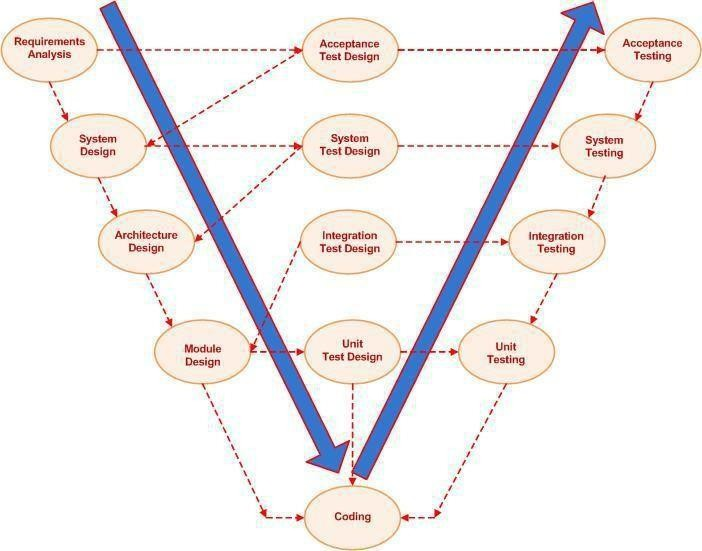 Requirements
Analysis
Acceptance
Test Design
Acceptance
Testing
System
Design
System
Test Design
System
Testing
Architecture
Design
Integration
Test Design
Integration
Testing
Module
Design
Unit
Test Design
Unit
Testing
Coding